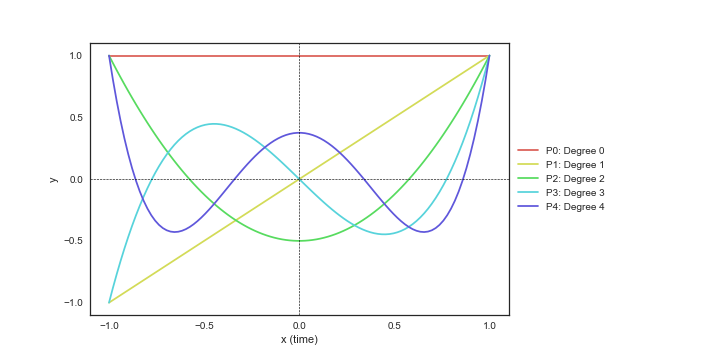 1.0
0.5
0.0
−0.5
−1.0
y
−1.0 −0.5 0.0 0.5 1.0
x (time)
P0: Degree 0
P1: Degree 1
P2: Degree 2
P3: Degree 3
P4: Degree 4